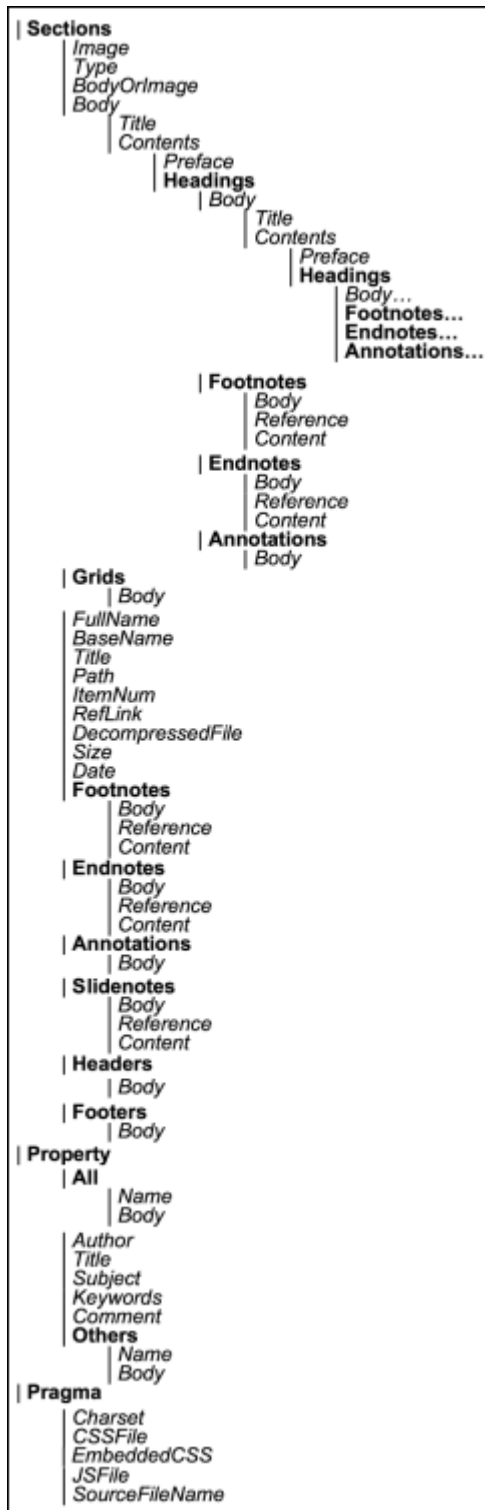 | Sections
| Image
| Type
| BodyOrImage
| Body
| Title
| Contents
| Preface
| Headings
| Body
| Title
| Contents
| Preface
| Headings
| Body…
| Footnotes…
| Endnotes…
| Annotations…
| Footnotes
| Body
| Reference
| Content
| Endnotes
| Body
| Reference
| Content
| Annotations
| Body
| Grids
| Body
| FullName
| BaseName
| Title
| Path
| ItemNum
| RefLink
| DecompressedFile
| Size
| Date
| Footnotes
| Body
| Reference
| Content
| Endnotes
| Body
| Reference
| Content
| Annotations
| Body
| Slidenotes
| Body
| Reference
| Content
| Headers
| Body
| Footers
| Body
| Property
| All
| Name
| Body
| Author
| Title
| Subject
| Keywords
| Comment
| Others
| Name
| Body
| Pragma
| Charset
| CSSFile
| EmbeddedCSS
| JSFile
| SourceFileName